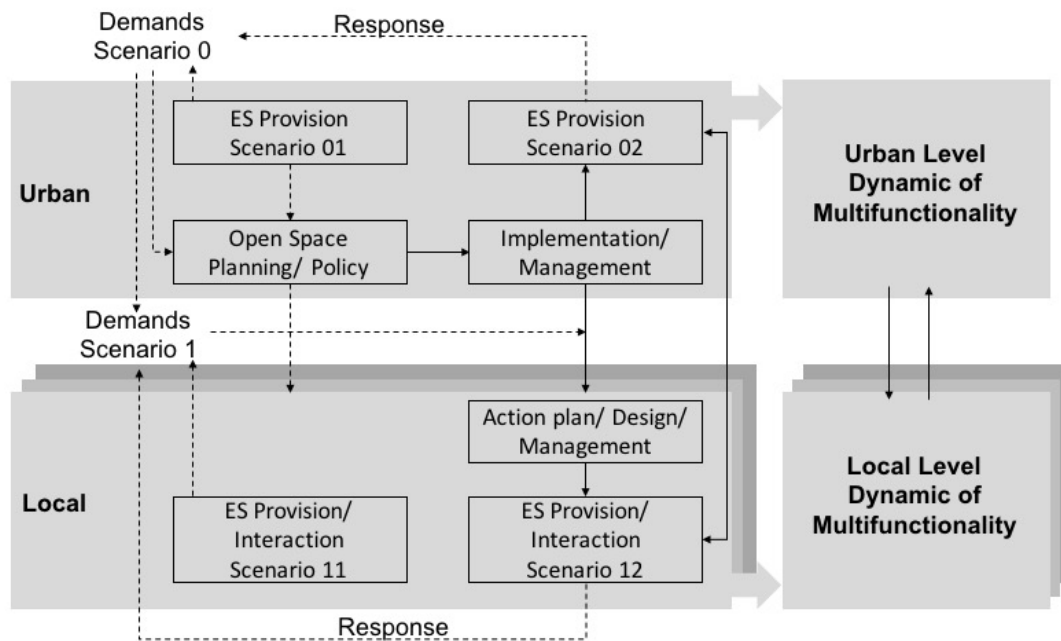 Demands
Scenario 0
Response
ES Provision
Scenario 01
ES Provision
Scenario 02
Urban
Open Space
Planning/ Policy
Implementation/
Management
Urban Level
Dynamic of
Multifunctionality
Demands
Scenario 1
Action plan/ Design/
Management
Local
ES Provision/
Interaction
Scenario 11
ES Provision/
Interaction
Scenario 12
Local Level
Dynamic of
Multifunctionality
Response